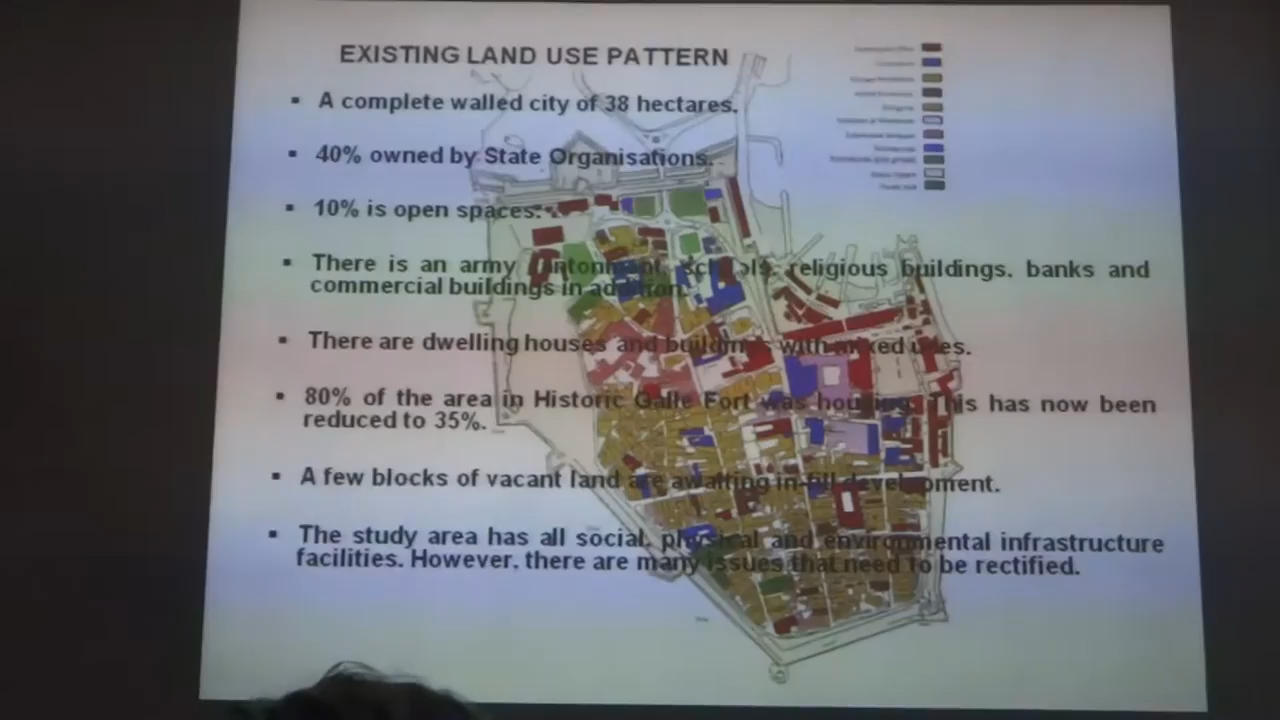 EXISTING LAND USE PATTERN
▪ A complete walled city of 38 hectares.
▪ 40% owned by State Organisations.
▪ 10% is open spaces.
▪ There is an army cantonment, schools, religious buildings, banks and
commercial buildings in addition.
▪ There are dwelling houses and buildings with mixed uses.
▪ 80% of the area in Historic Galle Fort was housing. This has now been
reduced to 35%.
▪ A few blocks of vacant land are awaiting in-fill development.
▪ The study area has all social, physical and environmental infrastructure
facilities. However, there are many issues that need to be rectified.